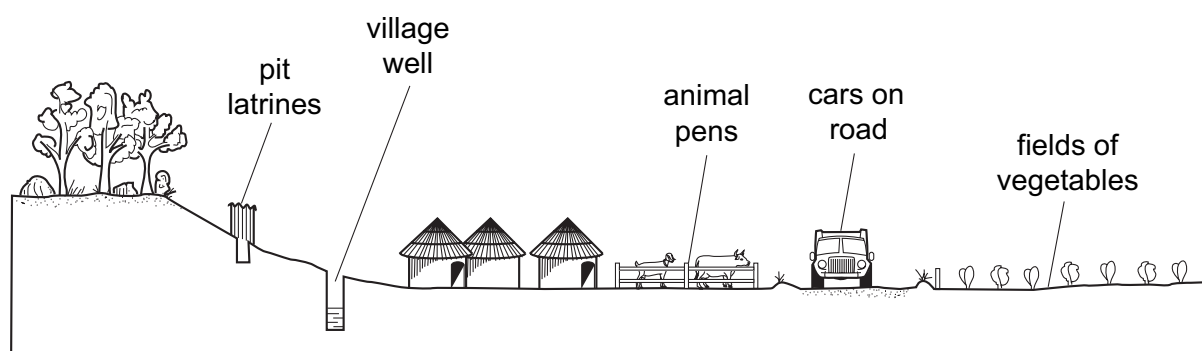 pit
latrines
village
well
animal
pens
cars on
road
fields of
vegetables